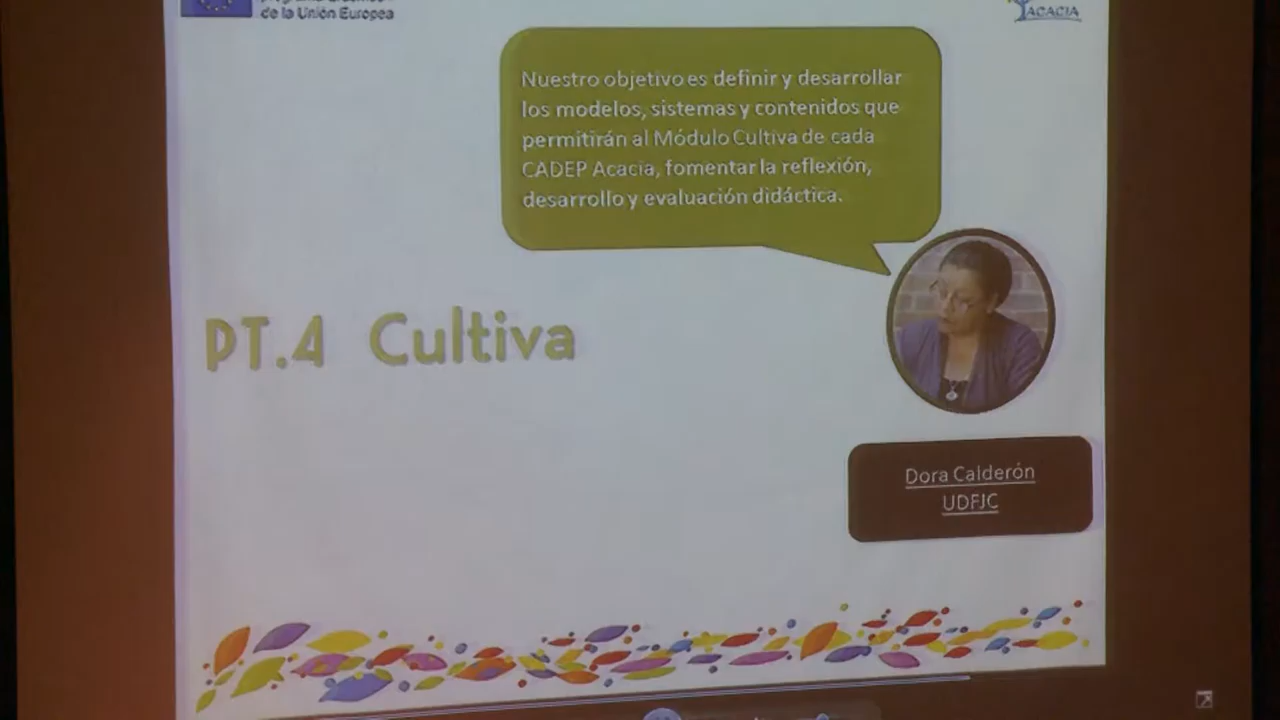 de la Unión Europea
ACACIA
Nuestro objetivo es definir y desarrollar
los modelos, sistemas y contenidos que
permitirán al Módulo Cultiva de cada
CADEP Acacia, fomentar la reflexión,
desarrollo y evaluación didáctica.
PT.4 Cultiva
Dora Calderón
UDFJC